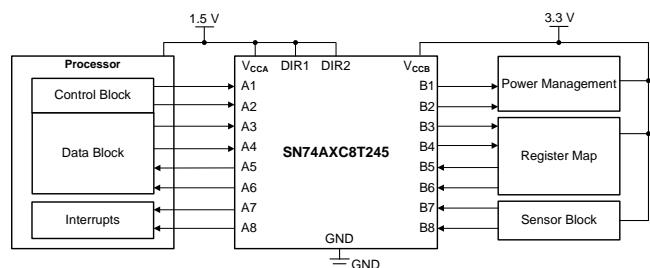 1.5 V
3.3 V
Processor
Control Block
Data Block
Interrupts
VCCA DIR1 DIR2 VCCB
A1
A2
A3
A4
A5
A6
A7
A8
SN74AXC8T245
B1
B2
B3
B4
B5
B6
B7
B8
GND
GND
Power Management
Register Map
Sensor Block